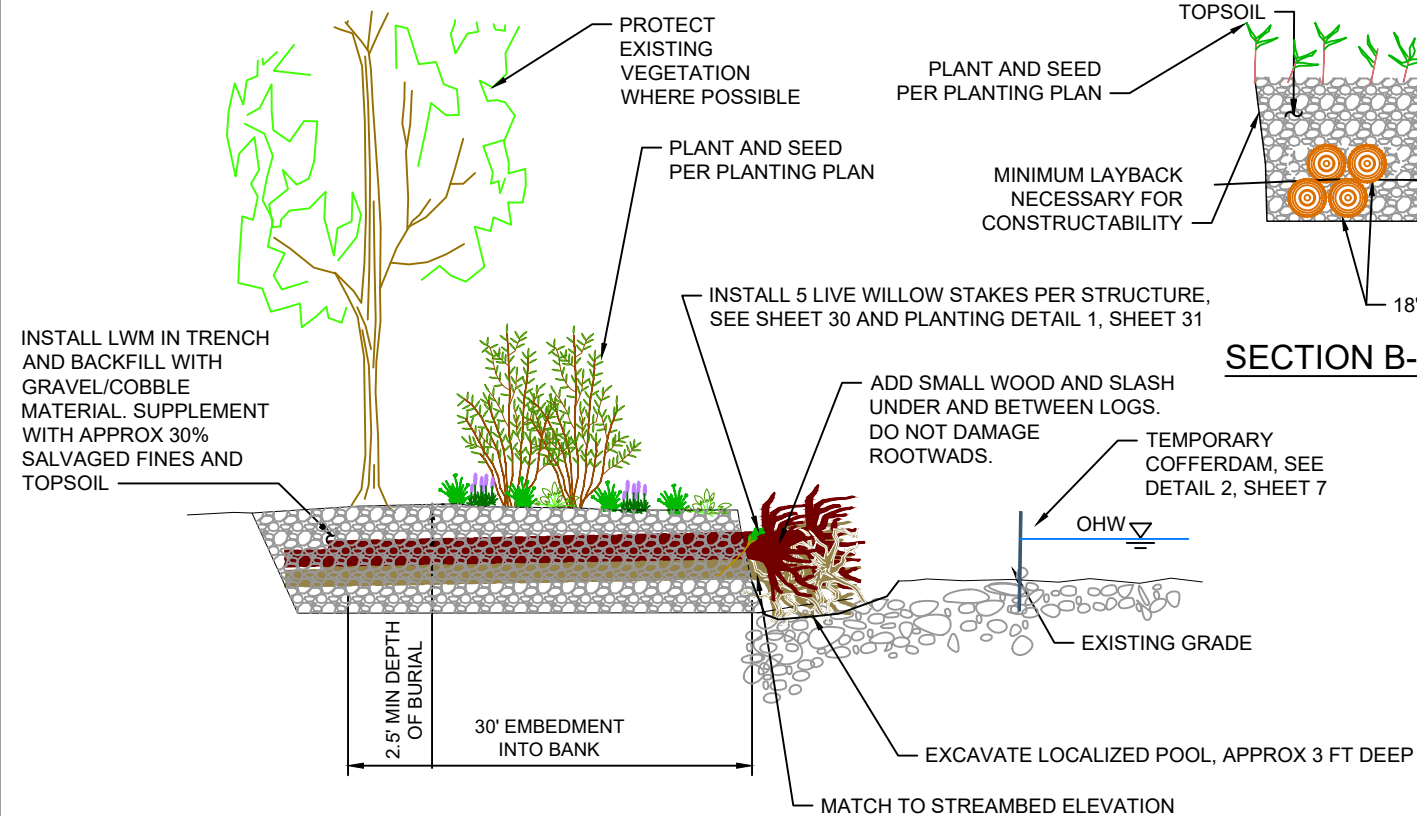 PROTECT
EXISTING
VEGETATION
WHERE POSSIBLE
TOPSOIL
PLANT AND SEED
PER PLANTING PLAN
PLANT AND SEED
PER PLANTING PLAN
MINIMUM LAYBACK
NECESSARY FOR
CONSTRUCTABILITY
18'
SECTION B-
INSTALL 5 LIVE WILLOW STAKES PER STRUCTURE,
SEE SHEET 30 AND PLANTING DETAIL 1, SHEET 31
INSTALL LWM IN TRENCH
AND BACKFILL WITH
GRAVEL/COBBLE
MATERIAL. SUPPLEMENT
WITH APPROX 30%
SALVAGED FINES AND
TOPSOIL
ADD SMALL WOOD AND SLASH
UNDER AND BETWEEN LOGS.
DO NOT DAMAGE
ROOTWADS.
TEMPORARY
COFFERDAM, SEE
DETAIL 2, SHEET 7
OHW
EXISTING GRADE
2.5' MIN DEPTH
OF BURIAL
30' EMBEDMENT
INTO BANK
EXCAVATE LOCALIZED POOL, APPROX 3 FT DEEP
MATCH TO STREAMBED ELEVATION